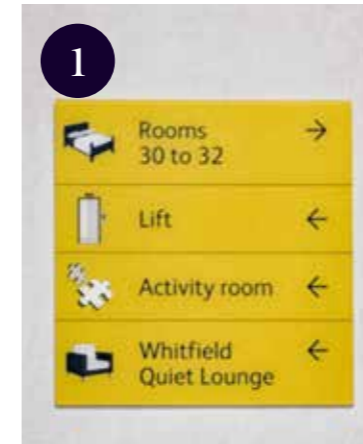 1
Rooms →
30 to 32
Lift ←
Activity room ←
Whitfield ←
Quiet Lounge